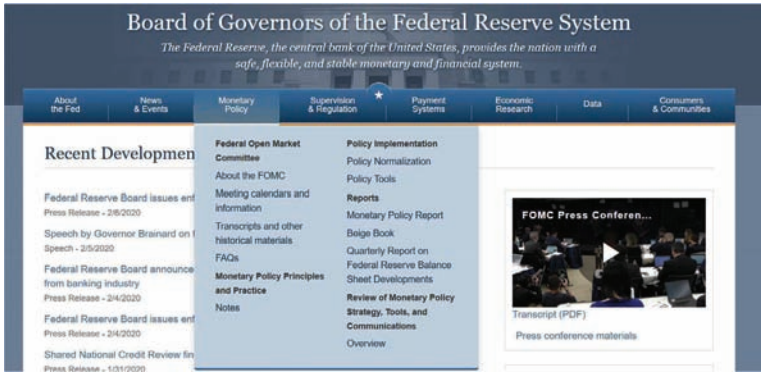 Board of Governors of the Federal Reserve System
The Federal Reserve, the central bank of the United States, provides the nation with a
safe, flexible, and stable monetary and financial system.
About
the Fed
News
& Events
Monetary
Policy
Supervision
& Regulation
Payment
Systems
Economic
Research
Data
Consumers
& Communities
Recent Developmen
Federal Reserve Board issues enf
Press Release - 2/6/2020
Speech by Governor Brainard on t
Speech - 2/5/2020
Federal Reserve Board announce
from banking industry
Press Release - 2/4/2020
Federal Reserve Board issues enf
Press Release - 2/4/2020
Shared National Credit Review fin
Press Release - 1/31/2020
Federal Open Market
Committee
About the FOMC
Meeting calendars and
information
Transcripts and other
historical materials
FAQs
Monetary Policy Principles
and Practice
Notes
Policy Implementation
Policy Normalization
Policy Tools
Reports
Monetary Policy Report
Beige Book
Quarterly Report on
Federal Reserve Balance
Sheet Developments
Review of Monetary Policy
Strategy, Tools, and
Communications
Overview
FOMC Press Conferen...
Transcript (PDF)
Press conference materials